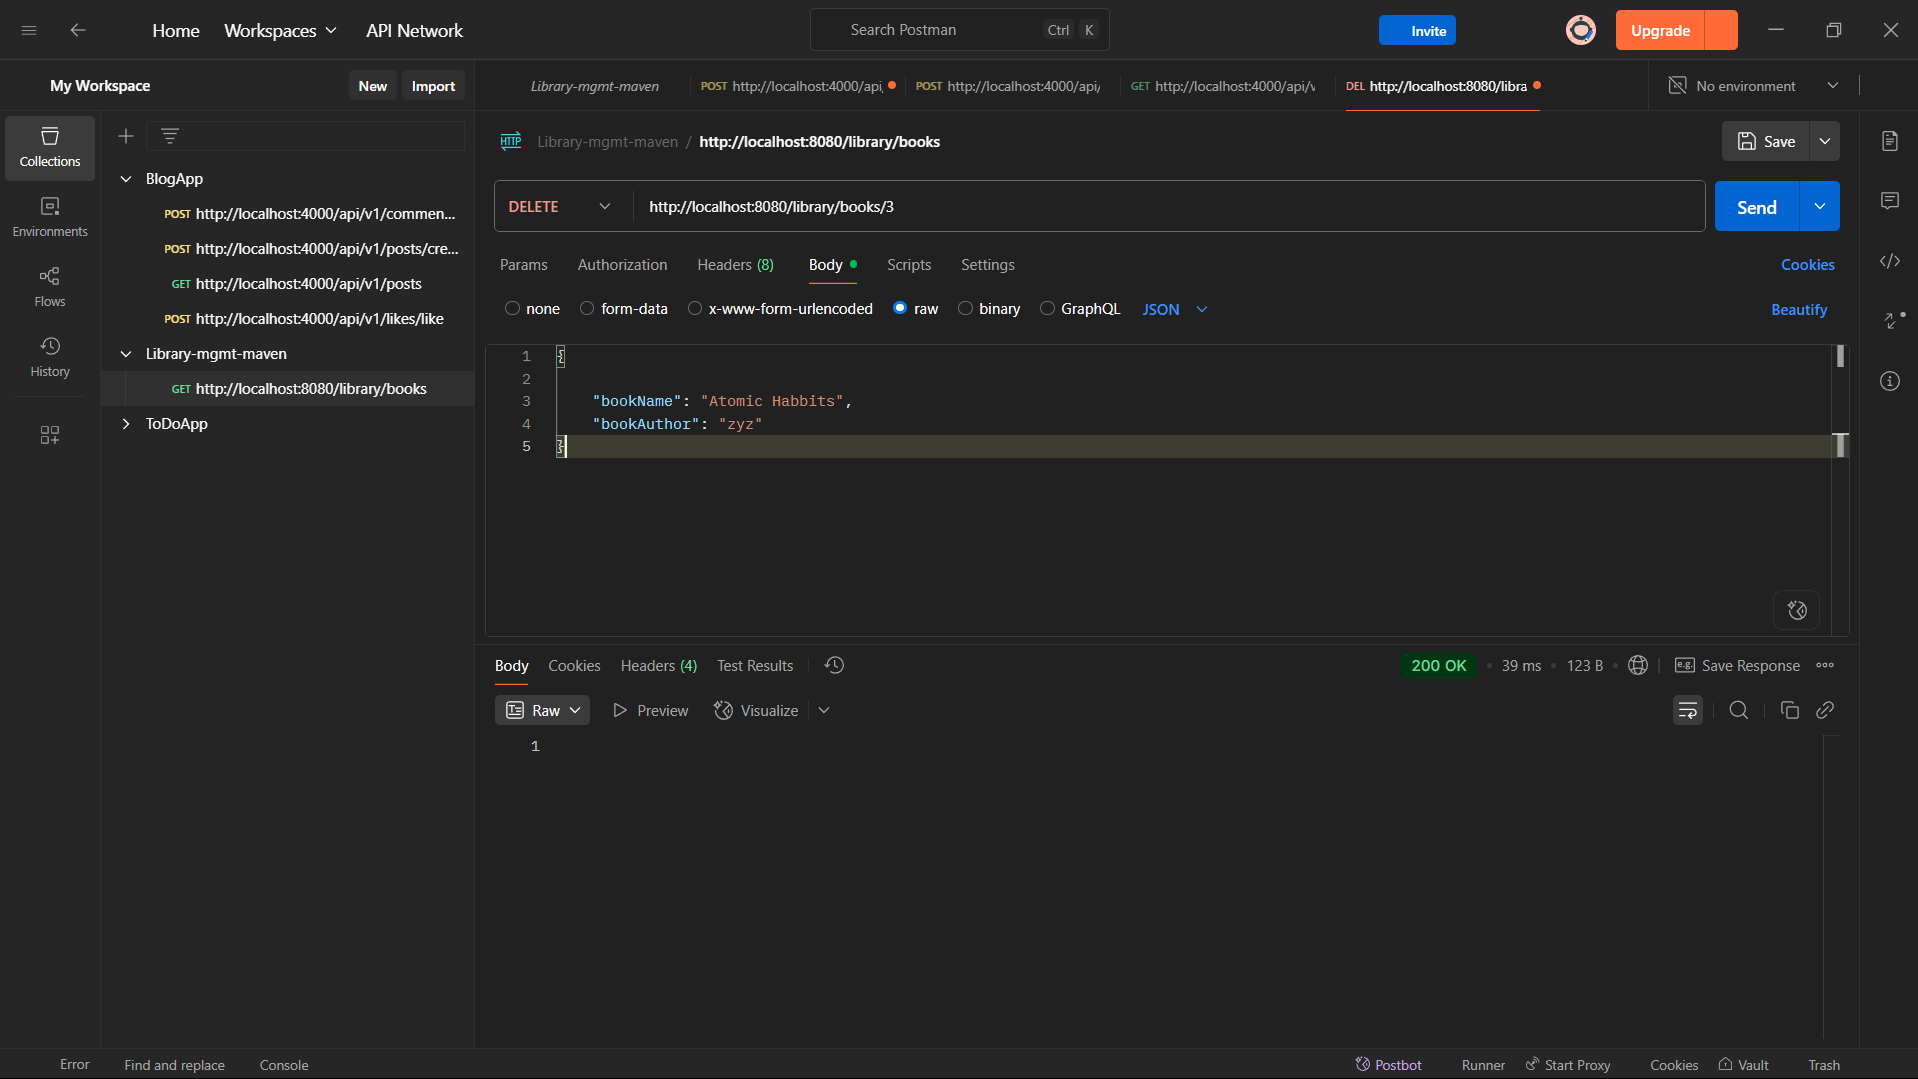 Home Workspaces API Network Search Postman Ctrl K Invite Upgrade
My Workspace New Import
Library-mgmt-maven POST http://localhost:4000/api, POST http://localhost:4000/api/ GET http://localhost:4000/api/v DEL http://localhost:8080/libra No environment
Collections
Environments
Flows
History
BlogApp
POST http://localhost:4000/api/v1/commen...
POST http://localhost:4000/api/v1/posts/cre...
GET http://localhost:4000/api/v1/posts
POST http://localhost:4000/api/v1/likes/like
Library-mgmt-maven
GET http://localhost:8080/library/books
ToDoApp
HTTP Library-mgmt-maven / http://localhost:8080/library/books Save
DELETE http://localhost:8080/library/books/3 Send
Params Authorization Headers (8) Body Scripts Settings Cookies
none form-data x-www-form-urlencoded raw binary GraphQL JSON Beautify
1 {
2
3 "bookName": "Atomic Habbits",
4 "bookAuthor": "zyz"
5 }
Body Cookies Headers (4) Test Results 200 OK 39 ms 123 B e.g. Save Response
Raw Preview Visualize
1
Error Find and replace Console Postbot Runner Start Proxy Cookies Vault Trash